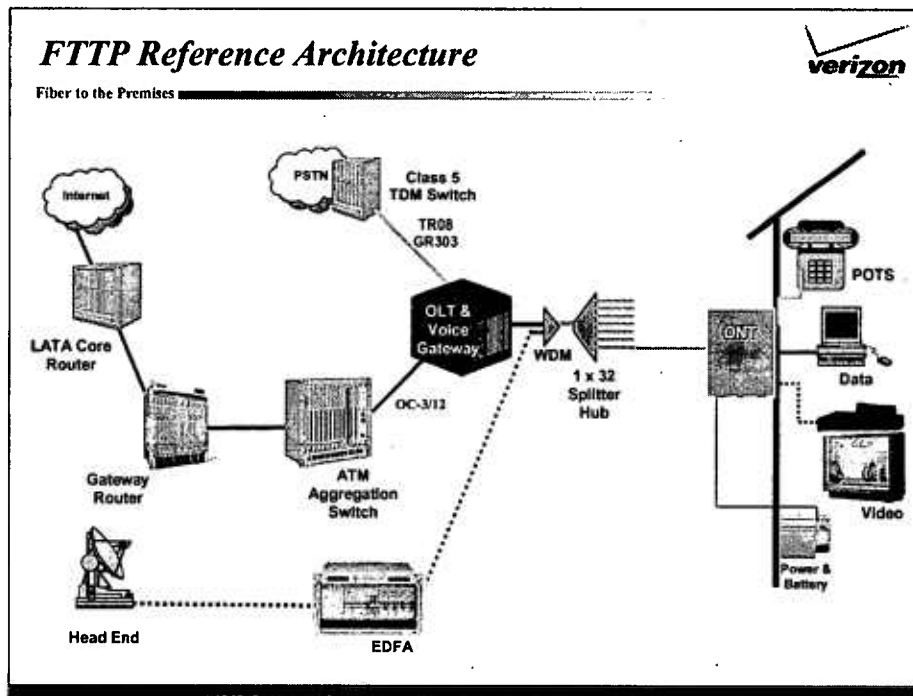 FTTP Reference Architecture
verizon
Fiber to the Premises
Internet
PSTN
Class 5
TDM Switch
TR08
GR303
POTS
LATA Core
Router
OLT &
Voice
Gateway
WDM
1 x 32
Splitter
Hub
ONT
Data
OC-3/12
Gateway
Router
ATM
Aggregation
Switch
Video
Power &
Battery
Head End
EDFA